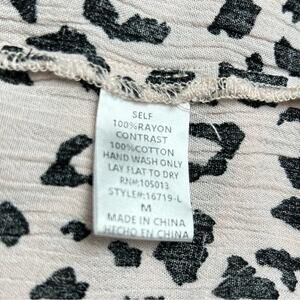 SELF
100%RAYON
CONTRAST
100%COTTON
HAND WASH ONLY
LAY FLAT TO DRY
RN#:105013
STYLE#:16719-L
M
MADE IN CHINA
HECHO EN CHINA